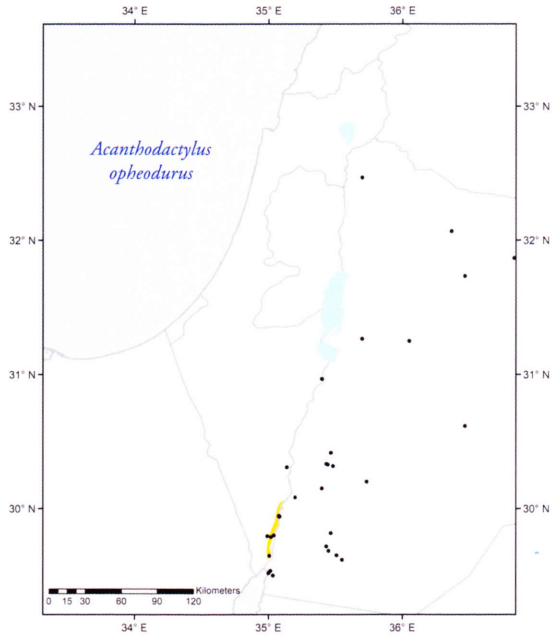 34° E 35° E 36° E
33° N 33° N
Acanthodactylus
opheodurus
32° N 32° N
31° N 31° N
30° N 30° N
Kilometers
0 15 30 60 90 120
34° E 35° E 36° E